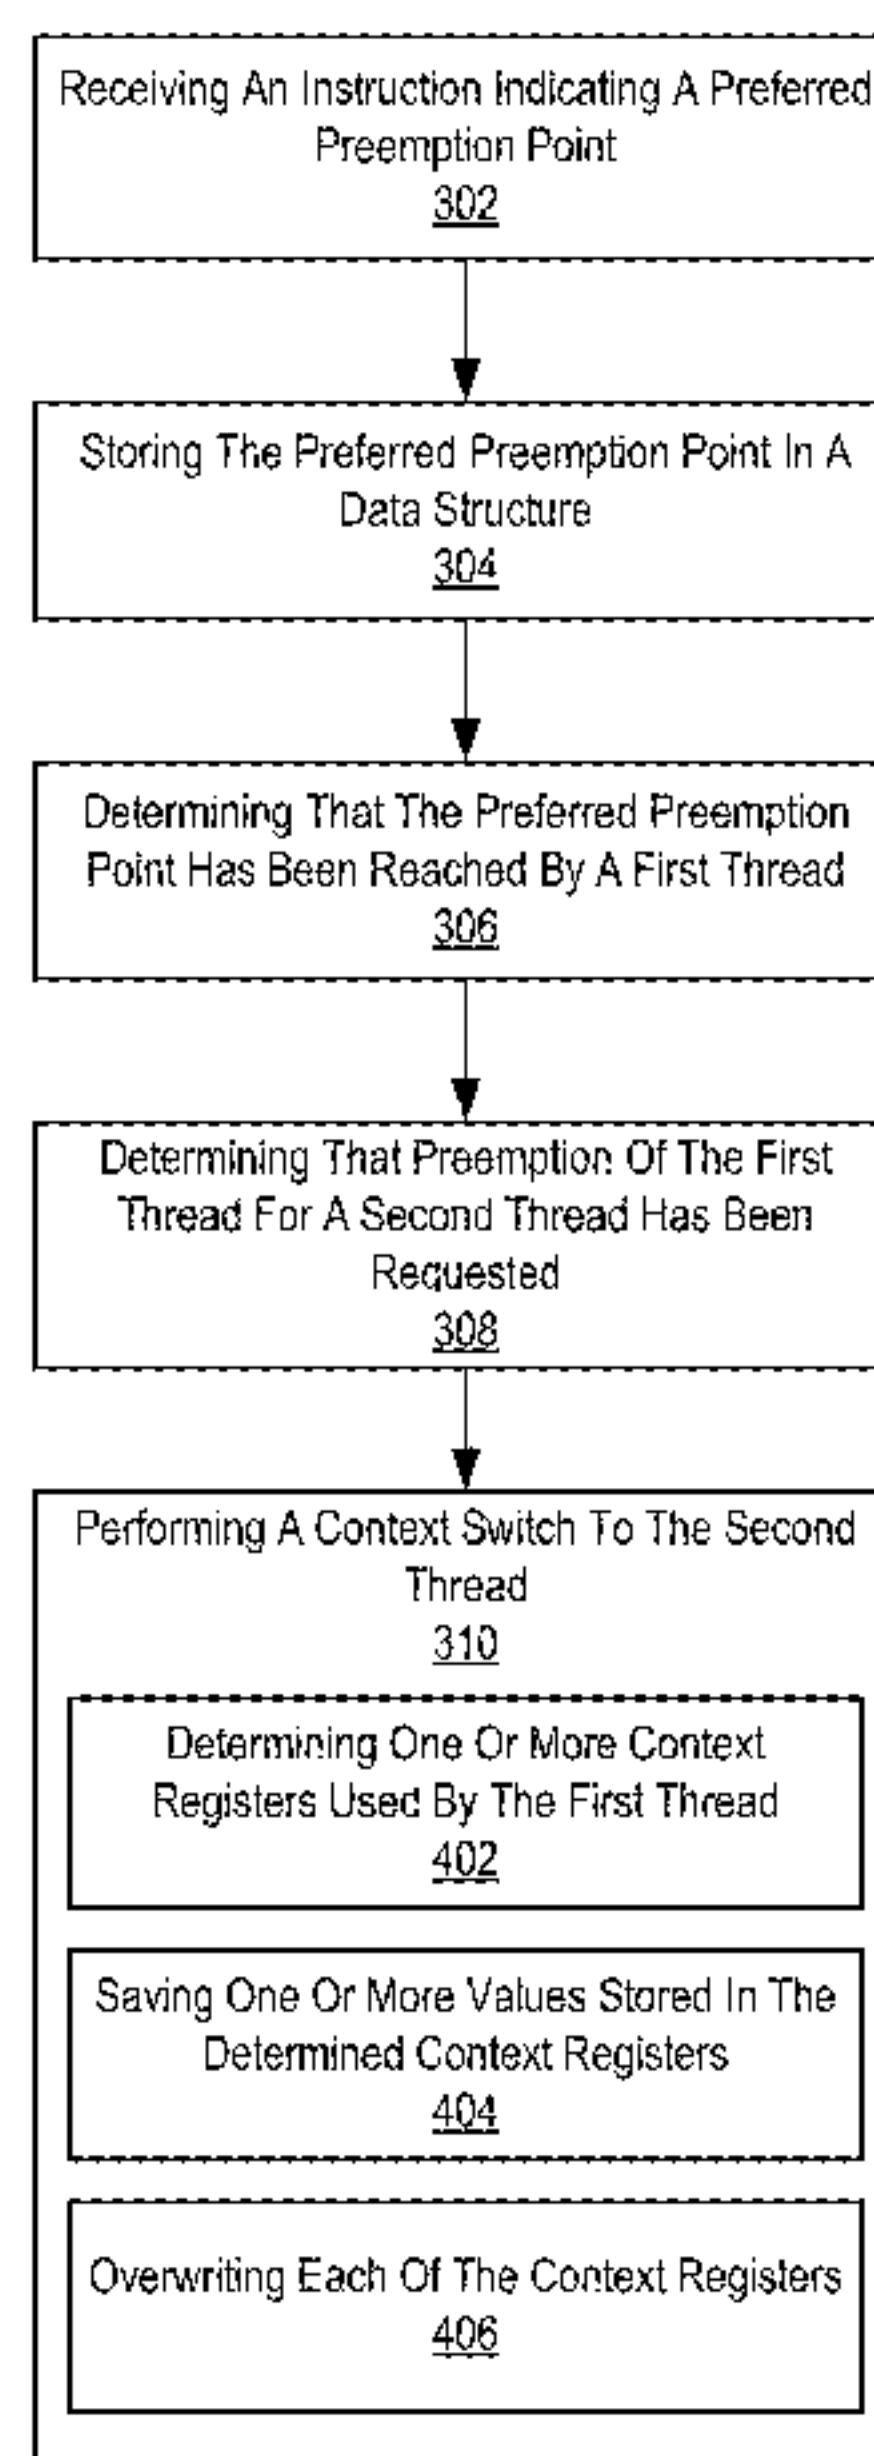 Receiving An Instruction Indicating A Preferred
Preemption Point
302
Storing The Preferred Preemption Point In A
Data Structure
304
Determining That The Preferred Preemption
Point Has Been Reached By A First Thread
306
Determining That Preemption Of The First
Thread For A Second Thread Has Been
Requested
308
Performing A Context Switch To The Second
Thread
310
Determining One Or More Context
Registers Used By The First Thread
402
Saving One Or More Values Stored In The
Determined Context Registers
404
Overwriting Each Of The Context Registers
406